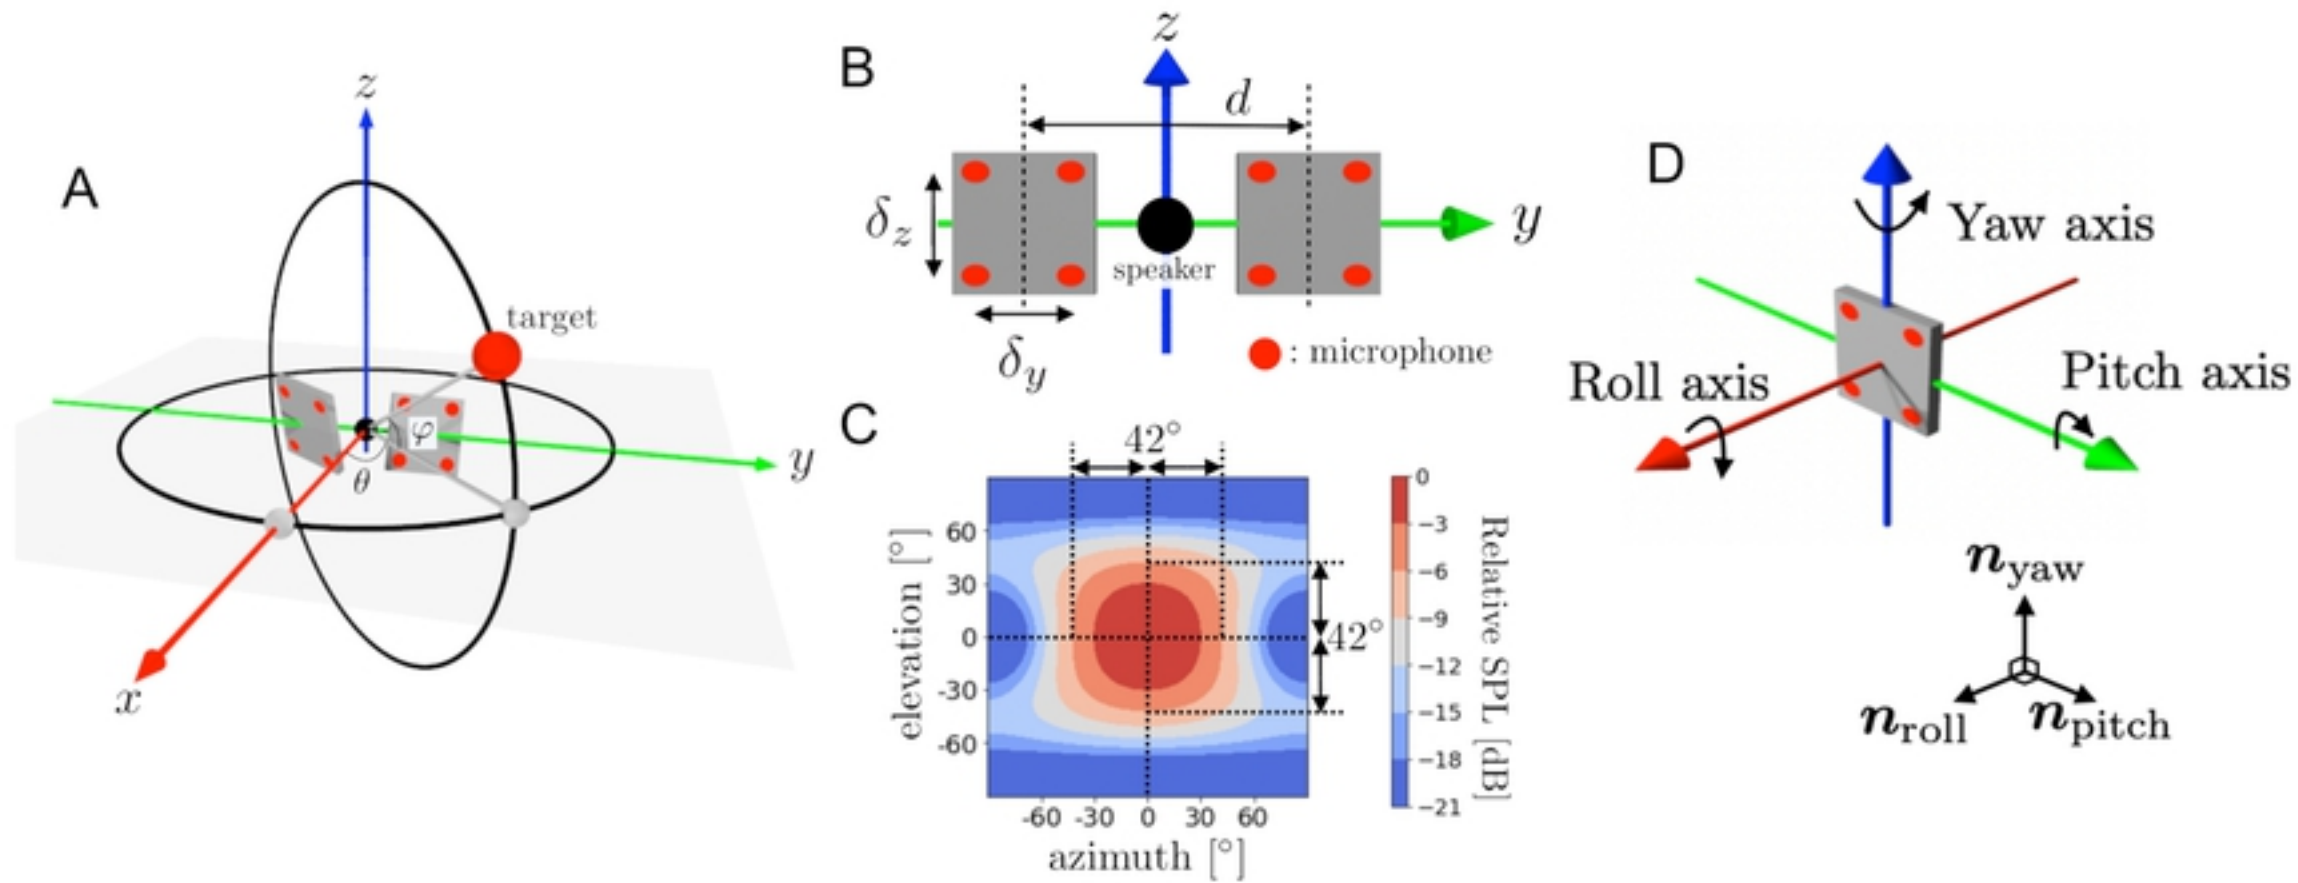 A
z
target
φ
θ
y
x
B
z
d
δz
y
speaker
δy
: microphone
C
42°
60
30
0
-30
-60
elevation [°]
42°
-60 -30 0 30 60
azimuth [°]
0
−3
−6
−9
−12
−15
−18
−21
Relative SPL [dB]
D
Yaw axis
Roll axis
Pitch axis
nyaw
nroll
npitch